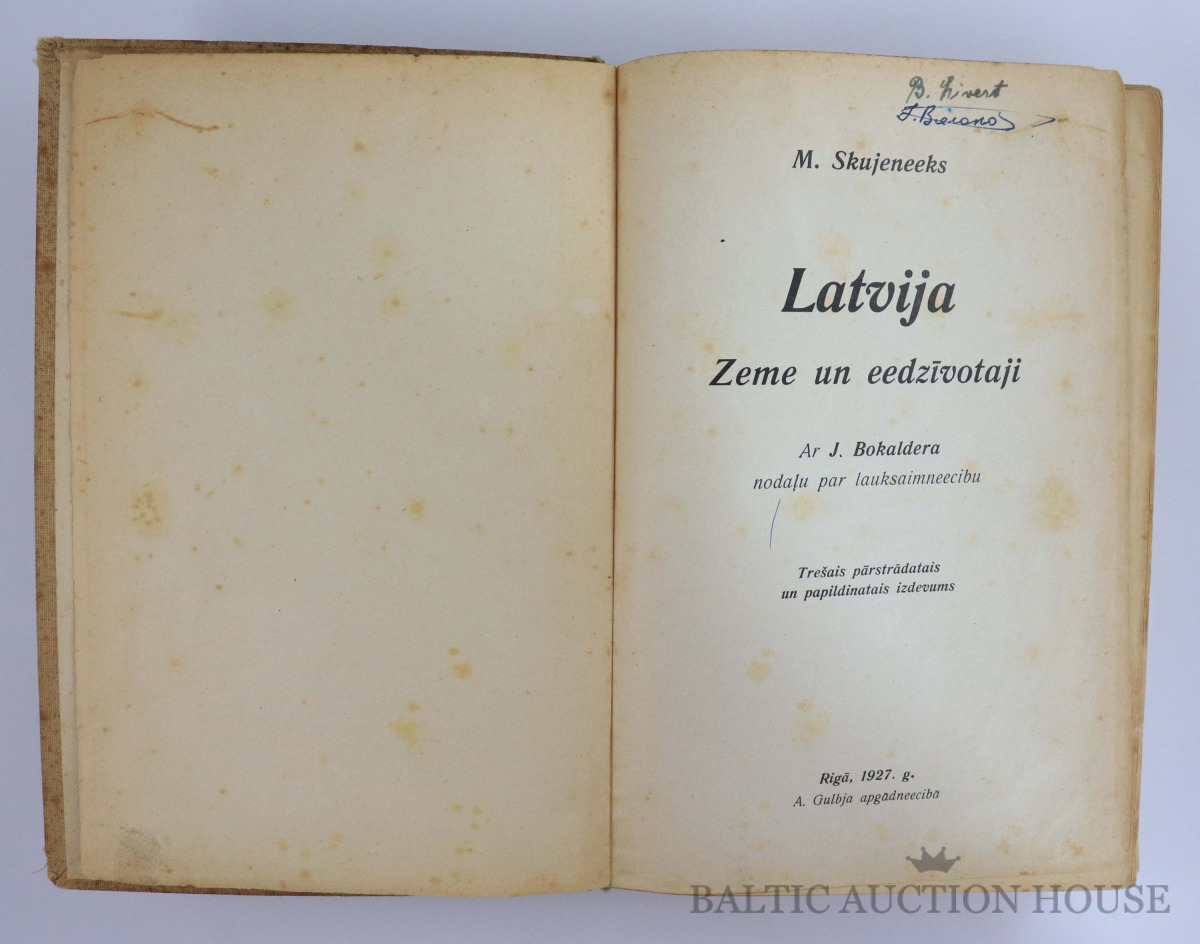 B.
M. Skujeneeks
Latvija
Zeme un eedzīvotaji
Ar J. Bokaldera
nodaļu par lauksaimneecibu
Trešais pārstrādatais
un papildinatais izdevums
Rigā, 1927. g.
A. Gulbja apgādneecibā
BALTIC AUCTION HOUSE